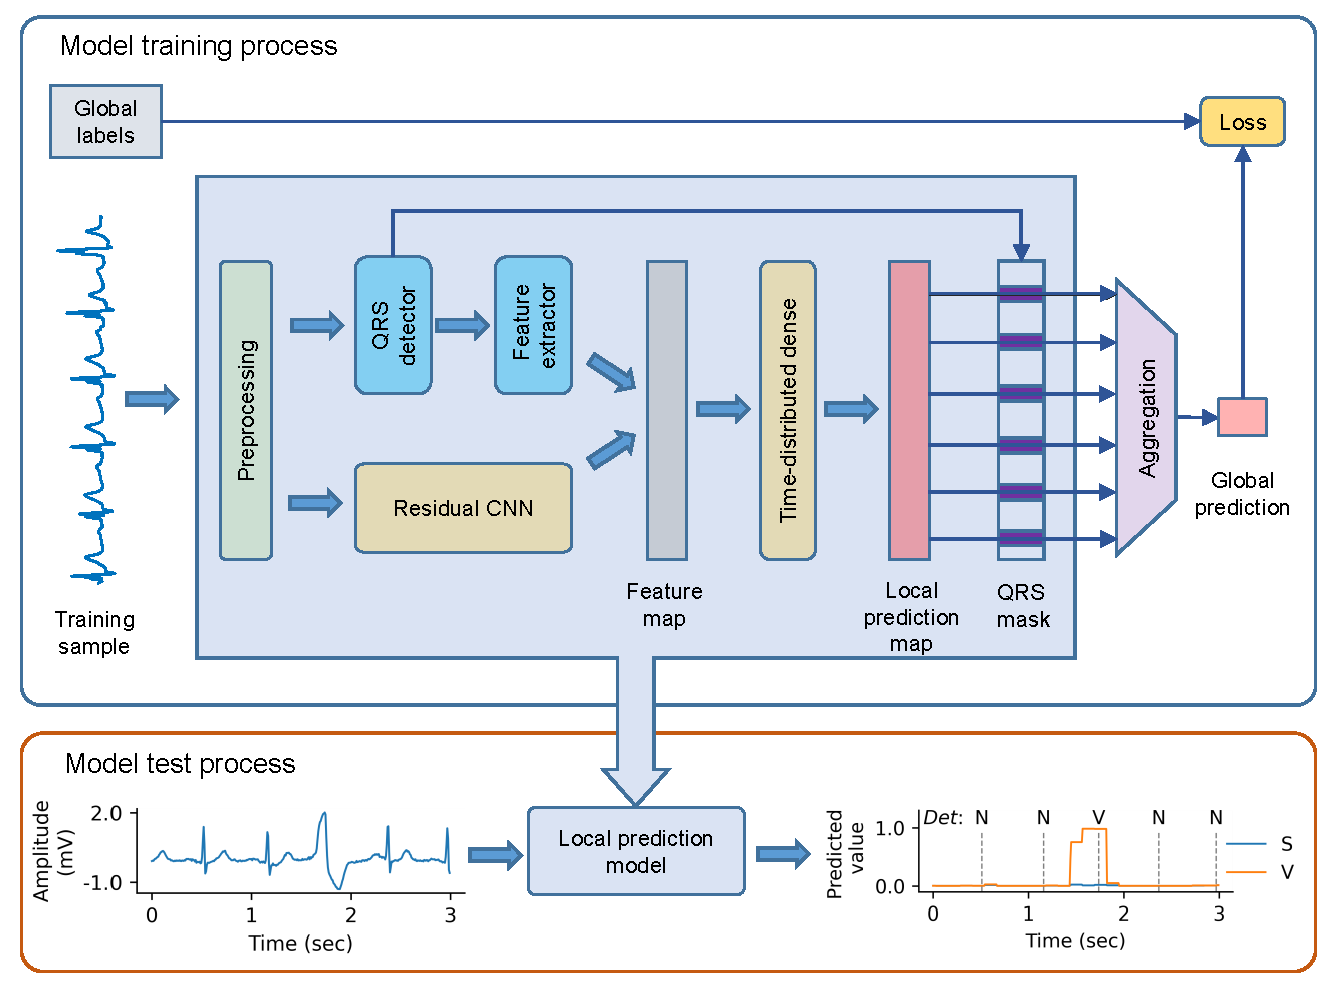 Model training process
Global
labels
Loss
Preprocessing
QRS
detector
Feature
extractor
Residual CNN
Time-distributed dense
Aggregation
Feature
map
Local
prediction
map
QRS
mask
Global
prediction
Training
sample
Model test process
Amplitude
(mV)
2.0
-1.0
0 1 2 3
Time (sec)
Local prediction
model
Predicted
value
1.0
0.0
Det: N N V N N
S
V
0 1 2 3
Time (sec)